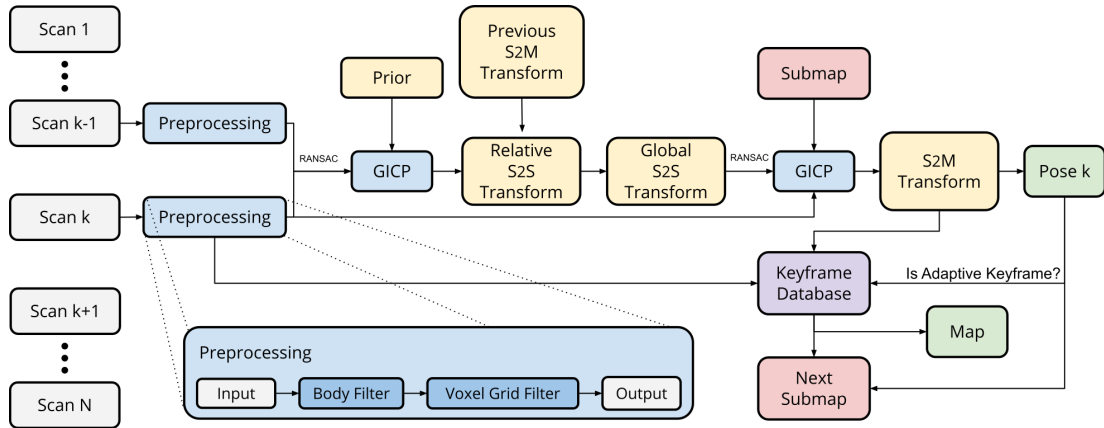 Scan 1
Scan k-1
Scan k
Scan k+1
Scan N
Preprocessing
Preprocessing
RANSAC
Prior
GICP
Previous
S2M
Transform
Relative
S2S
Transform
Global
S2S
Transform
RANSAC
Submap
GICP
S2M
Transform
Pose k
Keyframe
Database
Is Adaptive Keyframe?
Map
Next
Submap
Preprocessing
Input
Body Filter
Voxel Grid Filter
Output